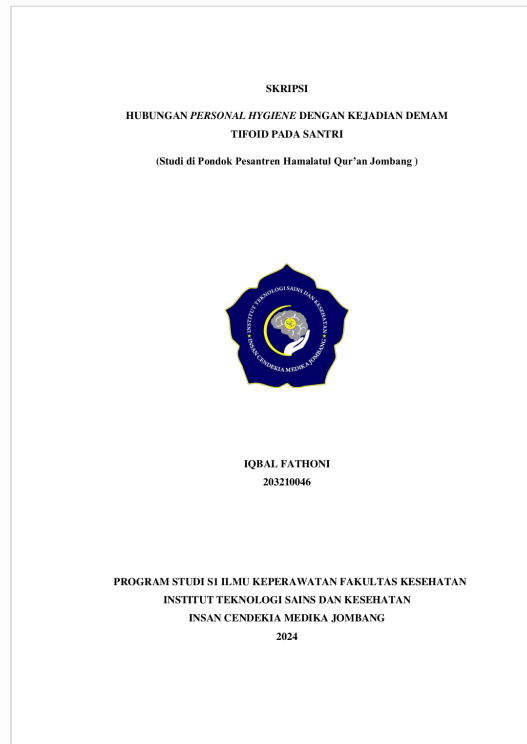 SKRIPSI
HUBUNGAN PERSONAL HYGIENE DENGAN KEJADIAN DEMAM
TIFOID PADA SANTRI
(Studi di Pondok Pesantren Hamalatul Qur'an Jombang )
INSTITUT TEKNOLOGI SAINS DAN KESEHATAN
INSAN CENDEKIA MEDIKA JOMBANG
IQBAL FATHONI
203210046
PROGRAM STUDI S1 ILMU KEPERAWATAN FAKULTAS KESEHATAN
INSTITUT TEKNOLOGI SAINS DAN KESEHATAN
INSAN CENDEKIA MEDIKA JOMBANG
2024